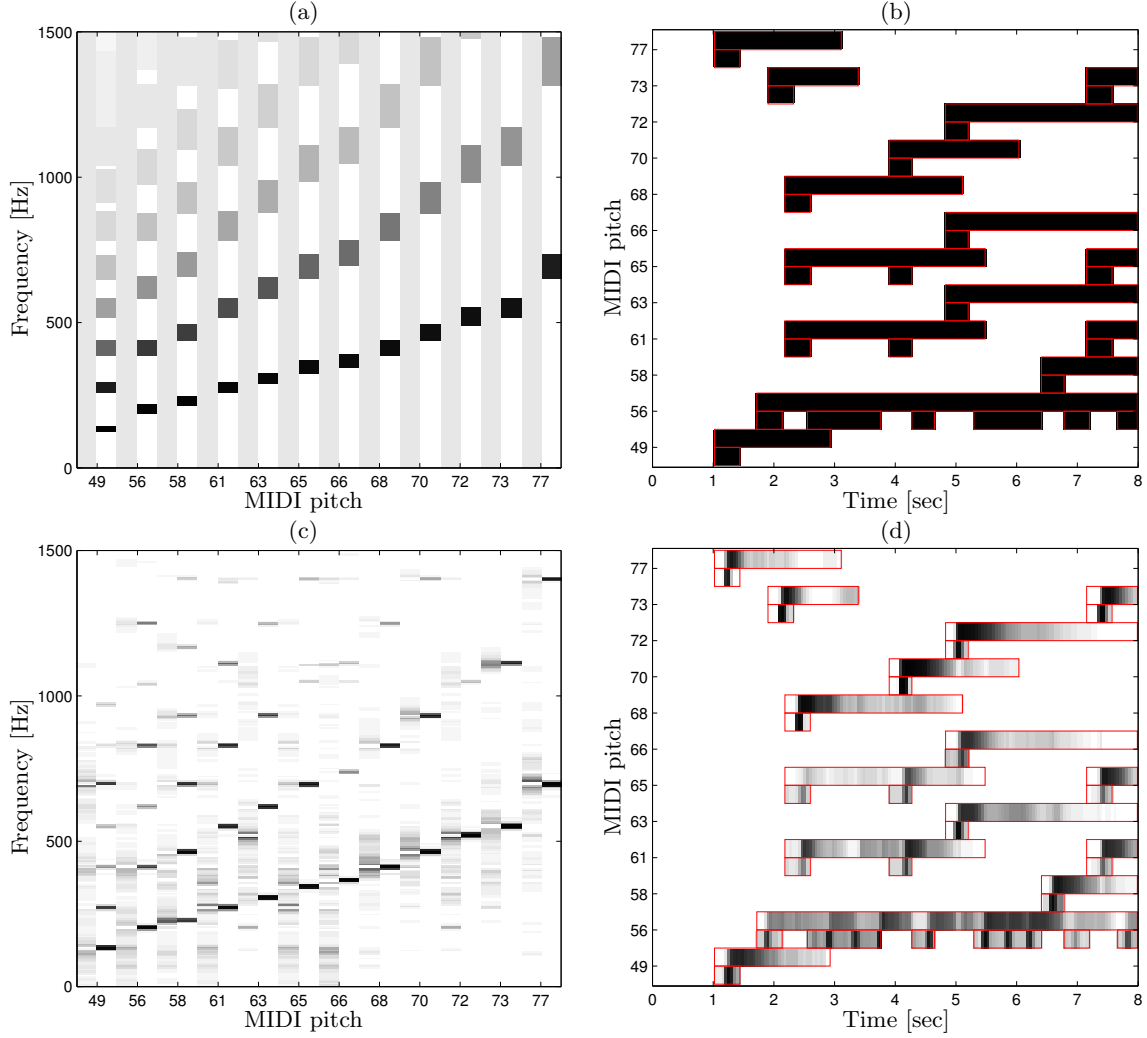 (a)
1500
1000
500
0
Frequency [Hz]
49 56 58 61 63 65 66 68 70 72 73 77
MIDI pitch
(b)
77
73
72
70
68
66
65
63
61
58
56
49
MIDI pitch
0 1 2 3 4 5 6 7 8
Time [sec]
(c)
1500
1000
500
0
Frequency [Hz]
49 56 58 61 63 65 66 68 70 72 73 77
MIDI pitch
(d)
77
73
72
70
68
66
65
63
61
58
56
49
MIDI pitch
0 1 2 3 4 5 6 7 8
Time [sec]